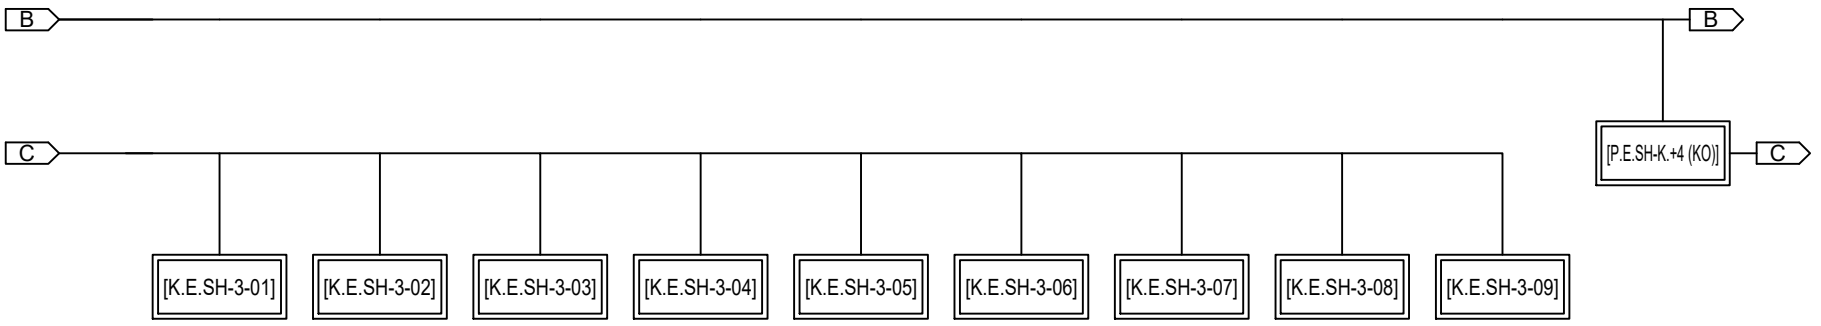 B
B
C
[P.E.SH-K.+4 (KO)]
C
[K.E.SH-3-01]
[K.E.SH-3-02]
[K.E.SH-3-03]
[K.E.SH-3-04]
[K.E.SH-3-05]
[K.E.SH-3-06]
[K.E.SH-3-07]
[K.E.SH-3-08]
[K.E.SH-3-09]